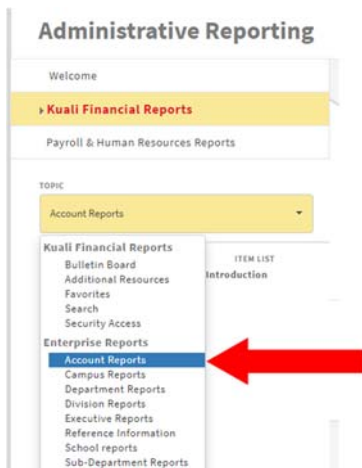 Administrative Reporting
Welcome
Kuali Financial Reports
Payroll & Human Resources Reports
TOPIC
Account Reports
Kuali Financial Reports
Bulletin Board
Additional Resources
Favorites
Search
Security Access
ITEM LIST
Introduction
Enterprise Reports
Account Reports
Campus Reports
Department Reports
Division Reports
Executive Reports
Reference Information
School reports
Sub-Department Reports